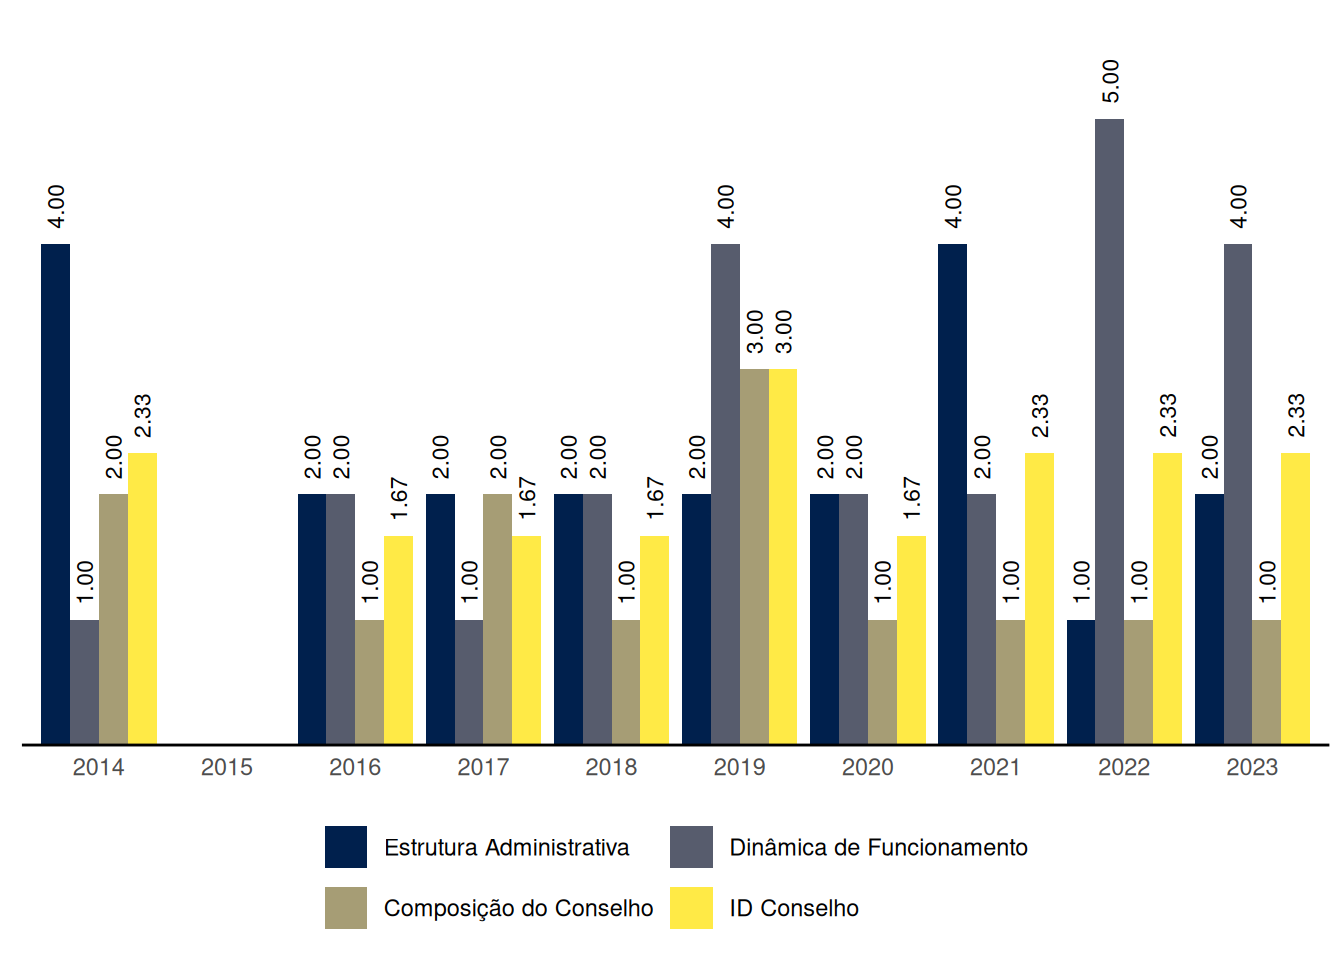 4.00 1.00 2.00 2.33 2.00 2.00 1.00 1.67 2.00 1.00 2.00 1.67 2.00 2.00 1.00 1.67 2.00 4.00 3.00 3.00 2.00 2.00 1.00 1.67 4.00 2.00 1.00 2.33 1.00 5.00 1.00 2.33 2.00 4.00 1.00 2.33
2014 2015 2016 2017 2018 2019 2020 2021 2022 2023
Estrutura Administrativa Dinâmica de Funcionamento
Composição do Conselho ID Conselho